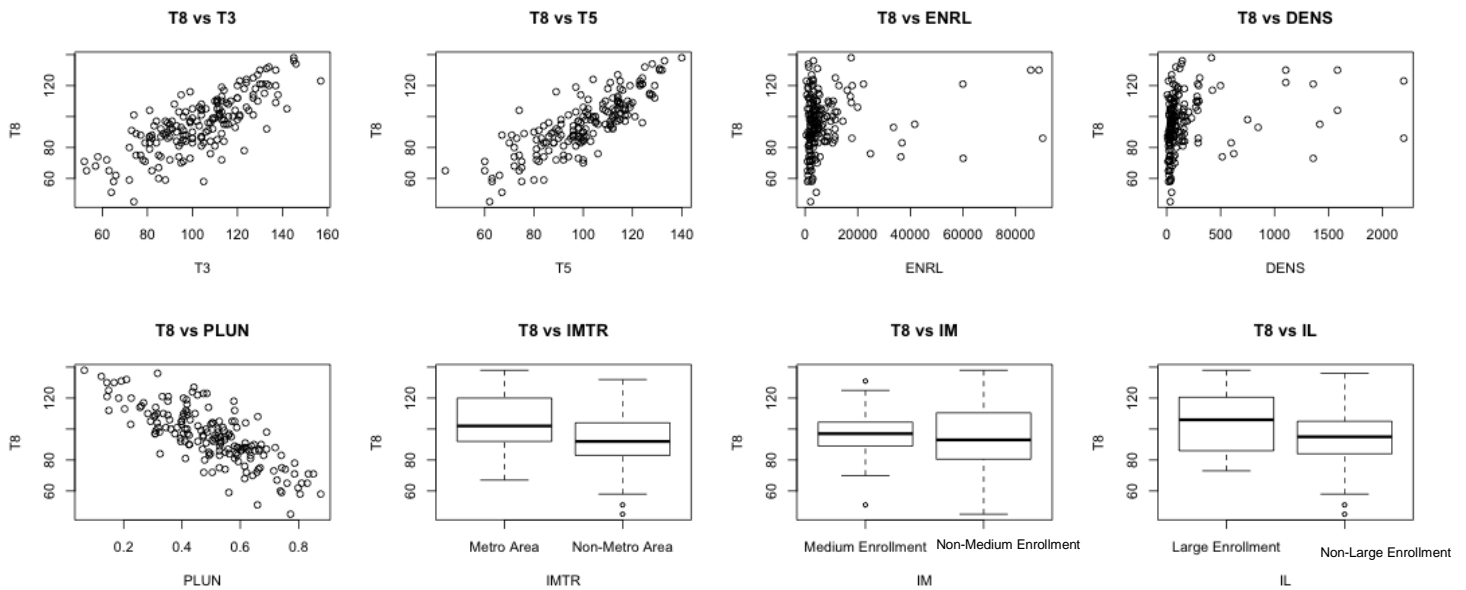 T8 vs T3
T8 vs T5
T8 vs ENRL
T8 vs DENS
T8
60 80 120
60 80 100 120 140 160
T3
T8
60 80 120
60 80 100 120 140
T5
T8
60 80 120
0 20000 40000 60000 80000
ENRL
T8
60 80 120
0 500 1000 1500 2000
DENS
T8 vs PLUN
T8 vs IMTR
T8 vs IM
T8 vs IL
T8
60 80 120
0.2 0.4 0.6 0.8
PLUN
T8
60 80 120
Metro Area Non-Metro Area
IMTR
T8
60 80 120
Medium Enrollment Non-Medium Enrollment
IM
T8
60 80 120
Large Enrollment Non-Large Enrollment
IL